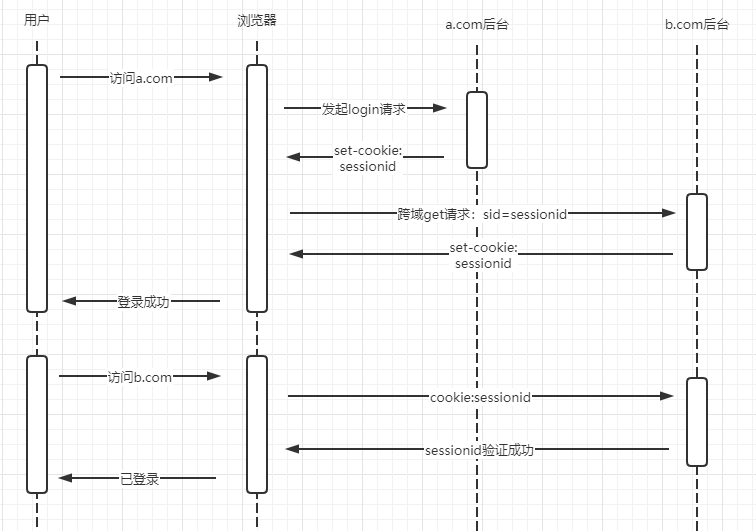 用户
浏览器
a.com后台
b.com后台
访问a.com
发起login请求
set-cookie:
sessionid
跨域get请求：sid=sessionid
set-cookie:
sessionid
登录成功
访问b.com
cookie:sessionid
sessionid验证成功
已登录